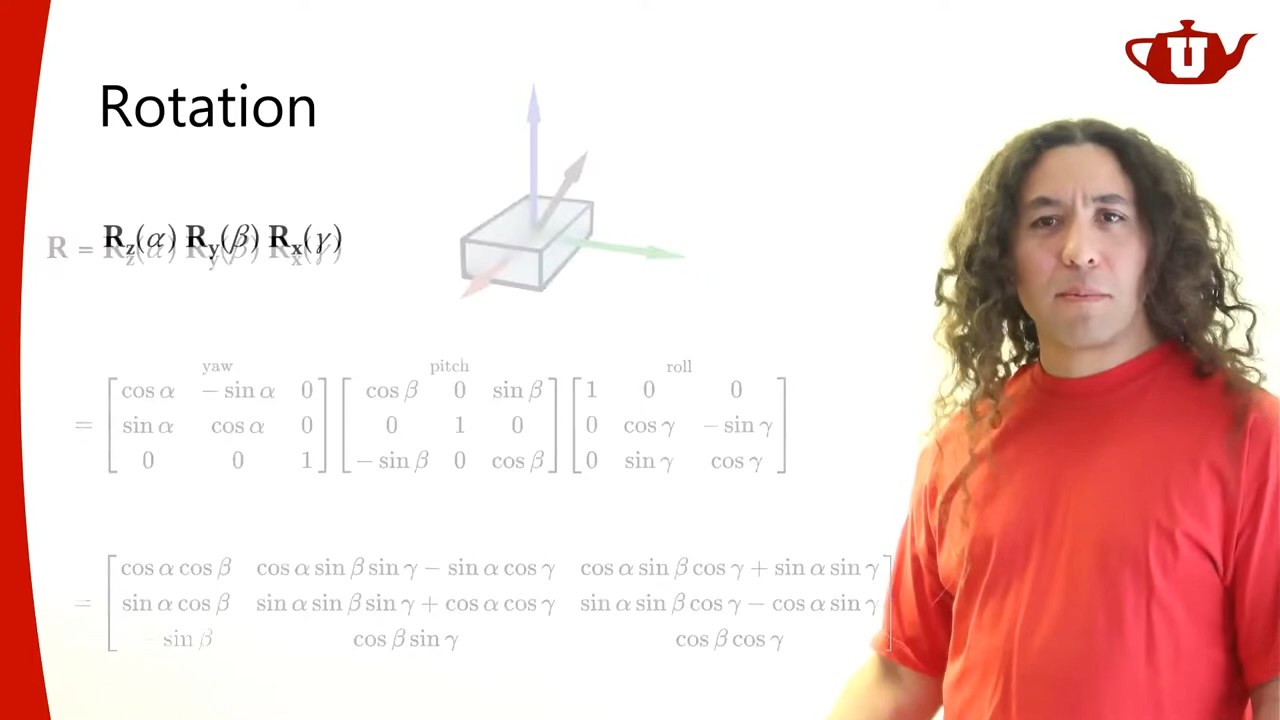 U
Rotation
R = R_z(α) R_y(β) R_x(γ)
yaw pitch roll
= [cos α − sin α 0] [cos β 0 sin β] [1 0 0]
[sin α cos α 0] [0 1 0] [0 cos γ − sin γ]
[0 0 1] [− sin β 0 cos β] [0 sin γ cos γ]
= [cos α cos β cos α sin β sin γ − sin α cos γ cos α sin β cos γ + sin α sin γ]
[sin α cos β sin α sin β sin γ + cos α cos γ sin α sin β cos γ − cos α sin γ]
[− sin β cos β sin γ cos β cos γ]